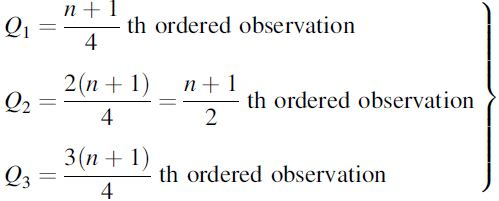 Q₁ = (n + 1)/4 th ordered observation
Q₂ = 2(n + 1)/4 = (n + 1)/2 th ordered observation
Q₃ = 3(n + 1)/4 th ordered observation